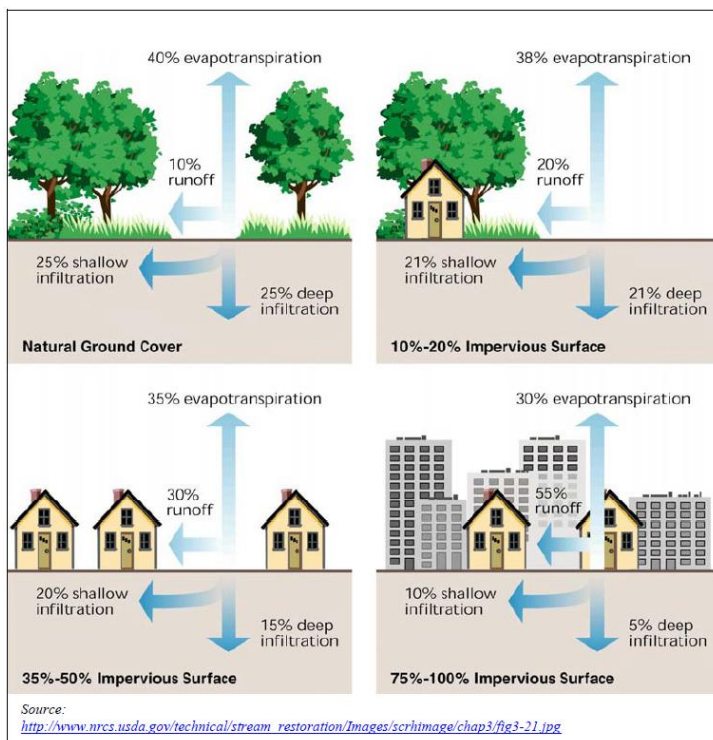 40% evapotranspiration
10%
runoff
25% shallow
infiltration
25% deep
infiltration
Natural Ground Cover
38% evapotranspiration
20%
runoff
21% shallow
infiltration
21% deep
infiltration
10%-20% Impervious Surface
35% evapotranspiration
30%
runoff
20% shallow
infiltration
15% deep
infiltration
35%-50% Impervious Surface
30% evapotranspiration
55%
runoff
10% shallow
infiltration
5% deep
infiltration
75%-100% Impervious Surface
Source:
http://www.nrcs.usda.gov/technical/stream_restoration/Images/scrhimage/chap3/fig3-21.jpg